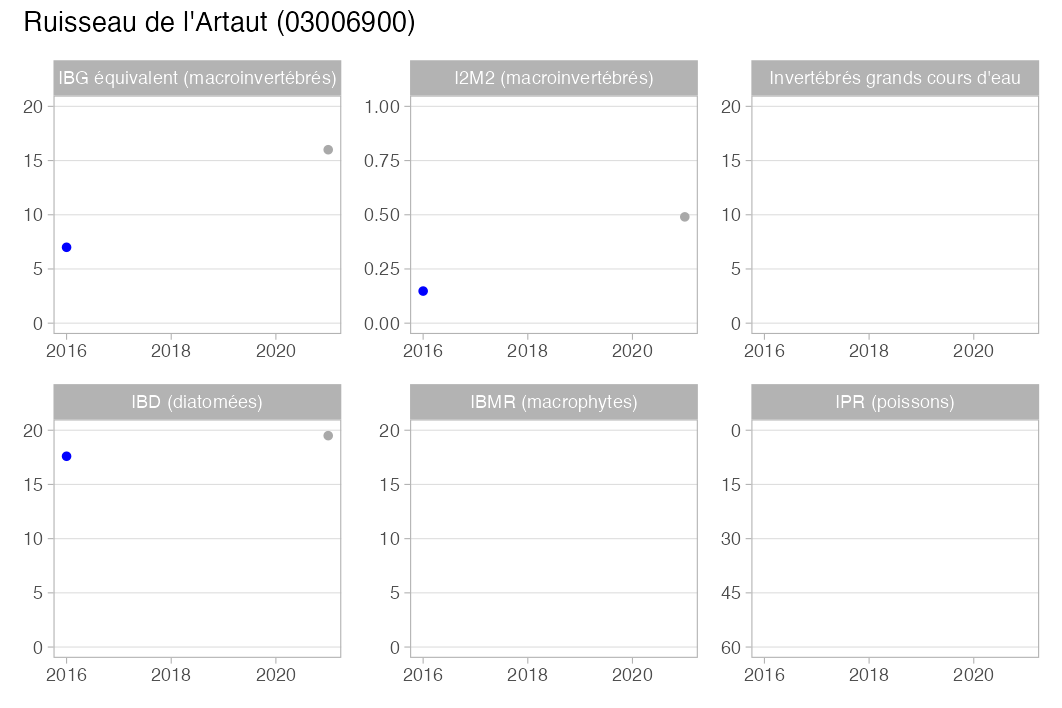 Ruisseau de l'Artaut (03006900)
IBG équivalent (macroinvertébrés)
20
15
10
5
0
2016 2018 2020
I2M2 (macroinvertébrés)
1.00
0.75
0.50
0.25
0.00
2016 2018 2020
Invertébrés grands cours d'eau
20
15
10
5
0
2016 2018 2020
IBD (diatomées)
20
15
10
5
0
2016 2018 2020
IBMR (macrophytes)
20
15
10
5
0
2016 2018 2020
IPR (poissons)
0
15
30
45
60
2016 2018 2020